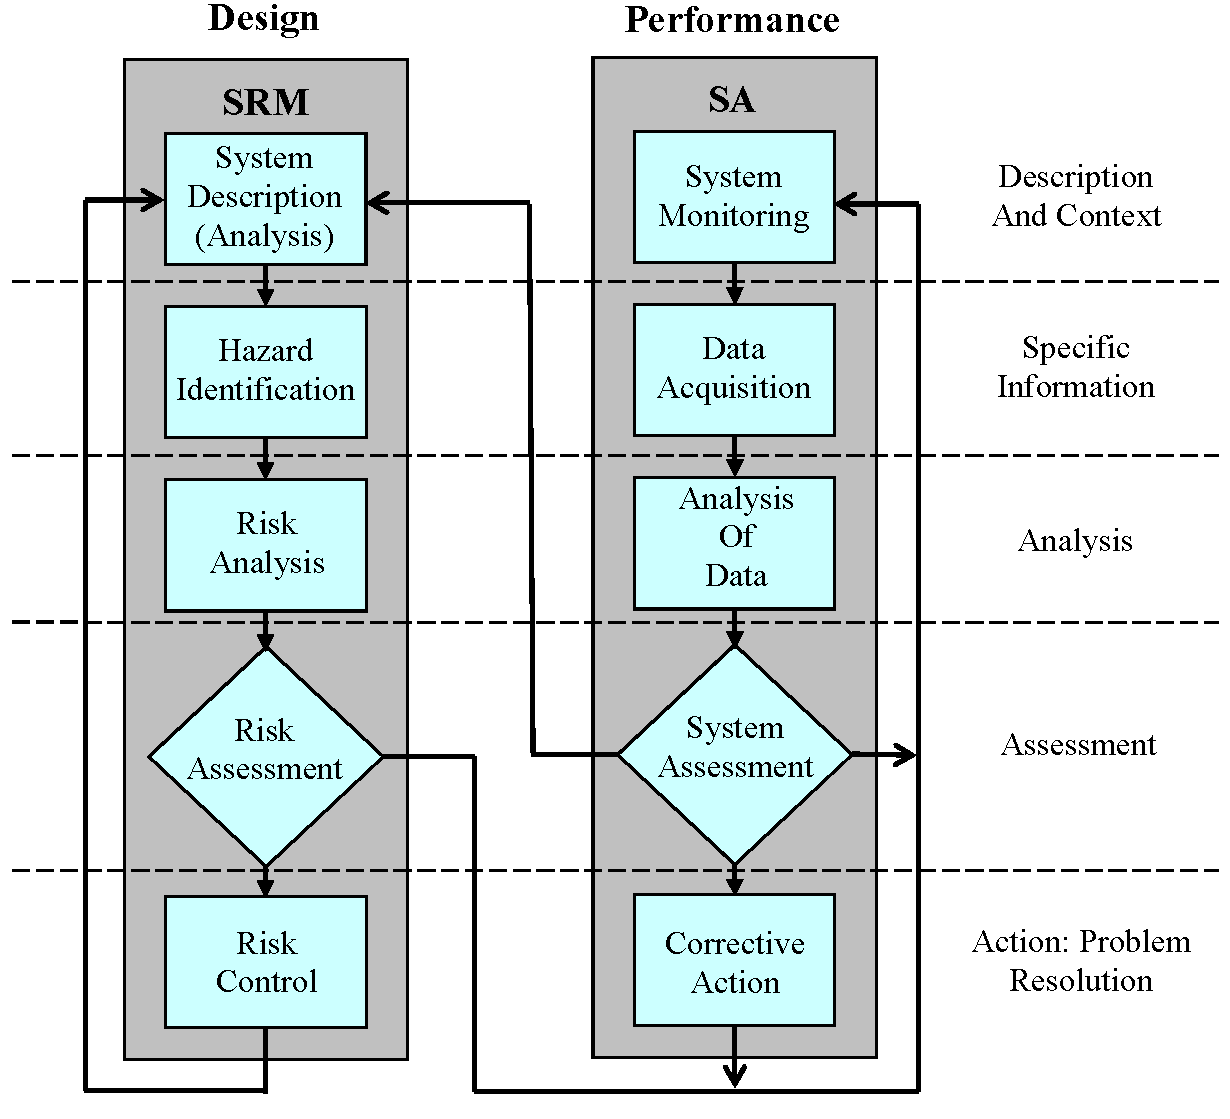 Design
Performance
SRM
SA
System
Description
(Analysis)
System
Monitoring
Description
And Context
Hazard
Identification
Data
Acquisition
Specific
Information
Risk
Analysis
Analysis
Of
Data
Analysis
Risk
Assessment
System
Assessment
Assessment
Risk
Control
Corrective
Action
Action: Problem
Resolution